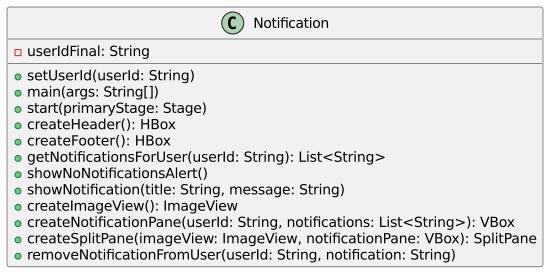 C Notification
userIdFinal: String
setUserId(userId: String)
main(args: String[])
start(primaryStage: Stage)
createHeader(): HBox
createFooter(): HBox
getNotificationsForUser(userId: String): List<String>
showNoNotificationsAlert()
showNotification(title: String, message: String)
createImageView(): ImageView
createNotificationPane(userId: String, notifications: List<String>): VBox
createSplitPane(imageView: ImageView, notificationPane: VBox): SplitPane
removeNotificationFromUser(userId: String, notification: String)